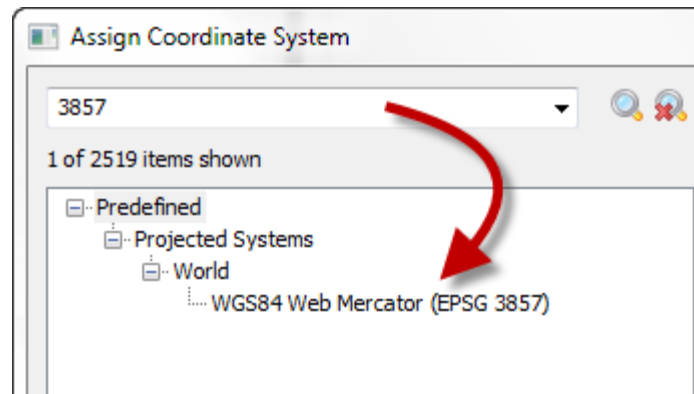 Assign Coordinate System
3857
1 of 2519 items shown
Predefined
Projected Systems
World
WGS84 Web Mercator (EPSG 3857)